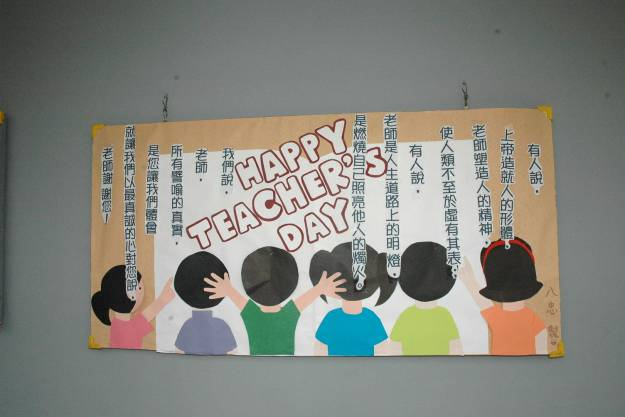 有人說，
上帝造就人的形體，
老師塑造人的精神，
使人類不至於虛有其表，
有人說，
老師是人生道路上的明燈，
是燃燒自己照亮他人的燭火。
HAPPY
TEACHER'S
DAY
我們說，
老師，
所有譬喻的真實，
是您讓我們體會
就讓我們以最真誠的心對您說，
老師謝謝您！
八忠 製